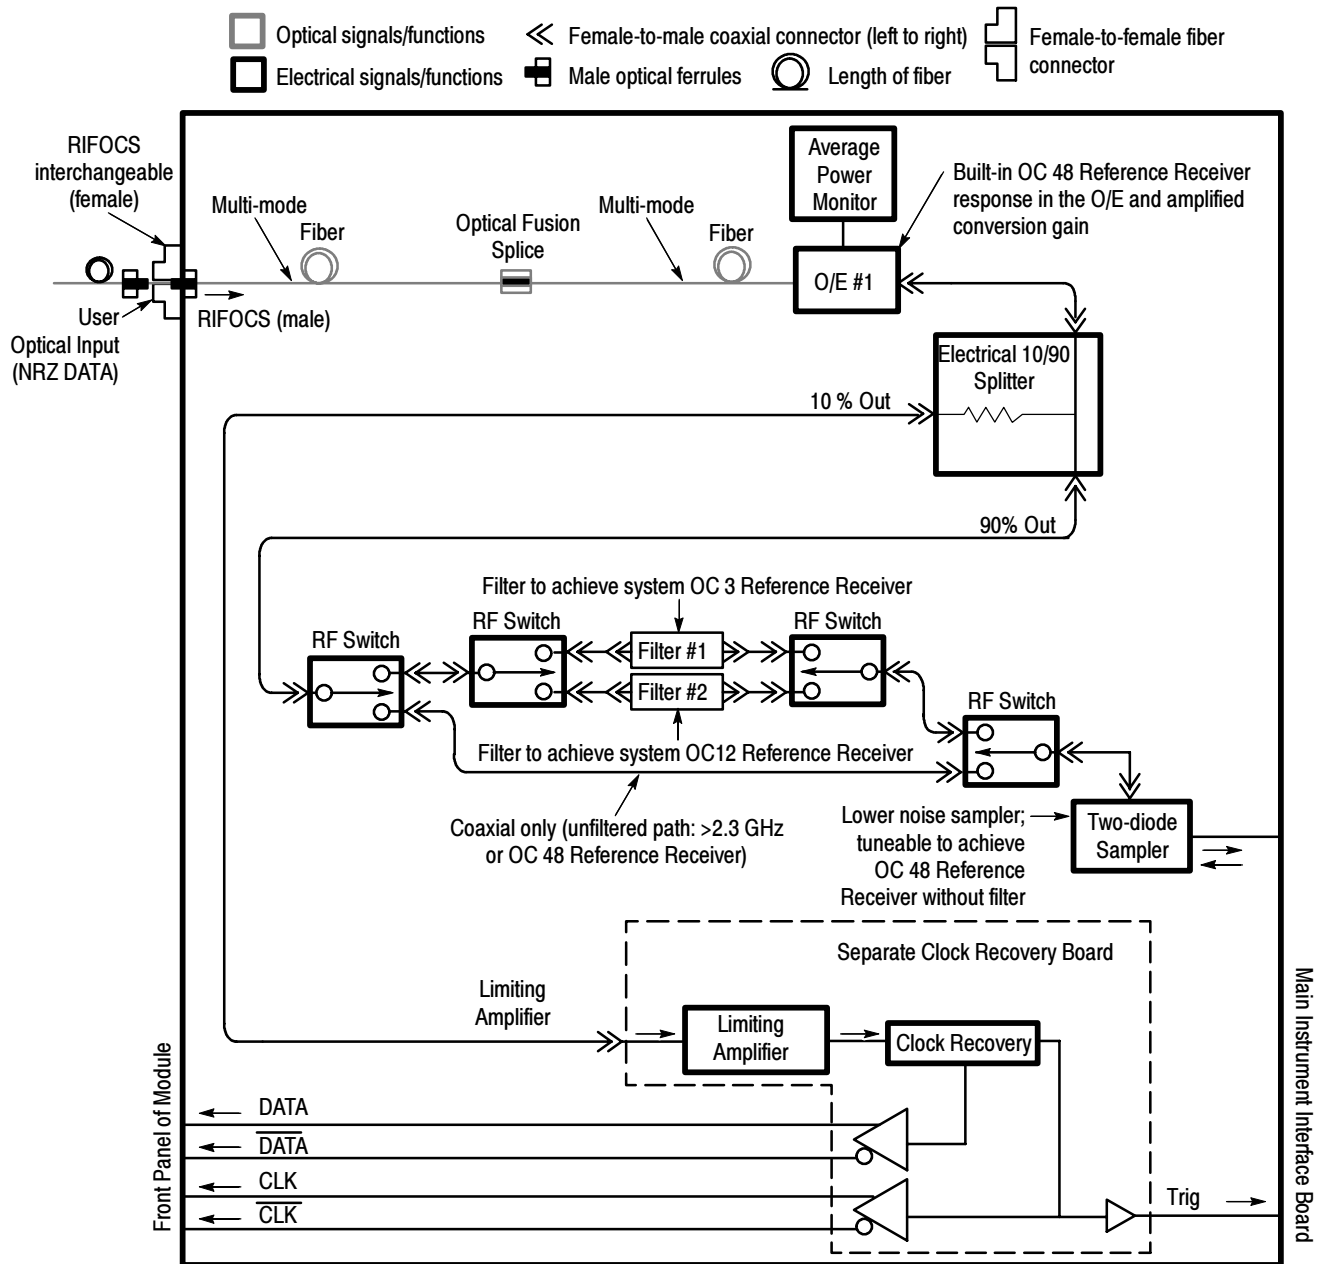 Optical signals/functions
Electrical signals/functions
Female-to-male coaxial connector (left to right)
Male optical ferrules
Length of fiber
Female-to-female fiber
connector
RIFOCS
interchangeable
(female)
Multi-mode
Fiber
Optical Fusion
Splice
Multi-mode
Fiber
Average
Power
Monitor
Built-in OC 48 Reference Receiver
response in the O/E and amplified
conversion gain
O/E #1
User
Optical Input
(NRZ DATA)
RIFOCS (male)
Electrical 10/90
Splitter
10 % Out
90% Out
Filter to achieve system OC 3 Reference Receiver
RF Switch
RF Switch
RF Switch
Filter #1
Filter #2
RF Switch
Filter to achieve system OC12 Reference Receiver
Coaxial only (unfiltered path: >2.3 GHz
or OC 48 Reference Receiver)
Lower noise sampler;
tuneable to achieve
OC 48 Reference
Receiver without filter
Two-diode
Sampler
Separate Clock Recovery Board
Limiting
Amplifier
Limiting
Amplifier
Clock Recovery
DATA
DATA
CLK
CLK
Trig
Front Panel of Module
Main Instrument Interface Board